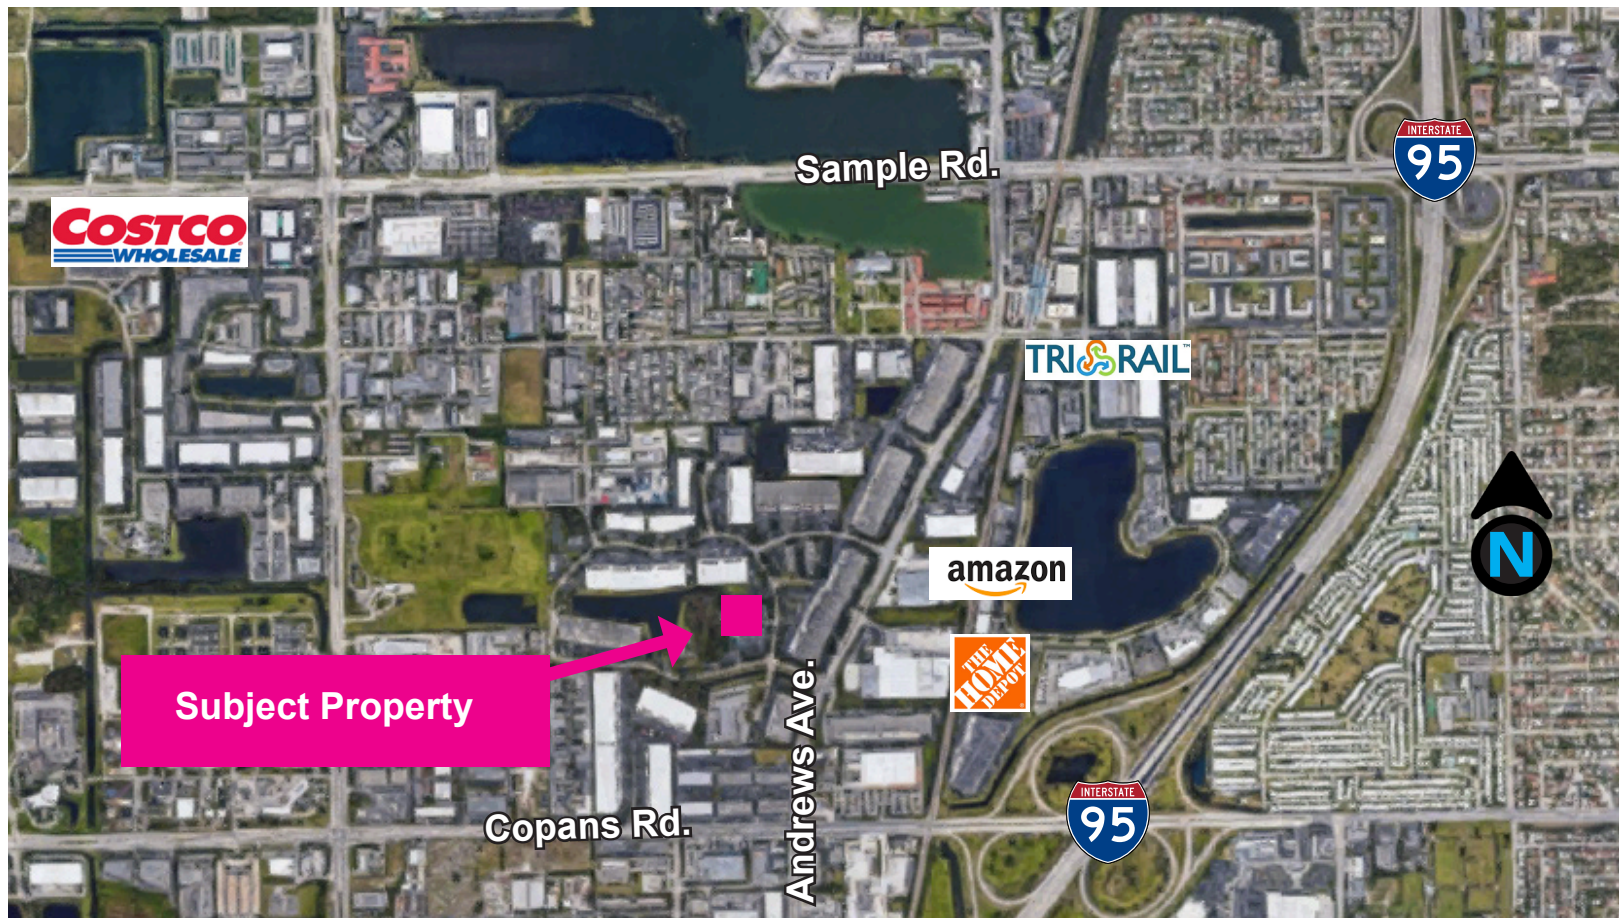 INTERSTATE
95
Sample Rd.
COSTCO
WHOLESALE
TRI RAIL™
N
amazon
THE
HOME
DEPOT
Subject Property
Andrews Ave.
INTERSTATE
95
Copans Rd.